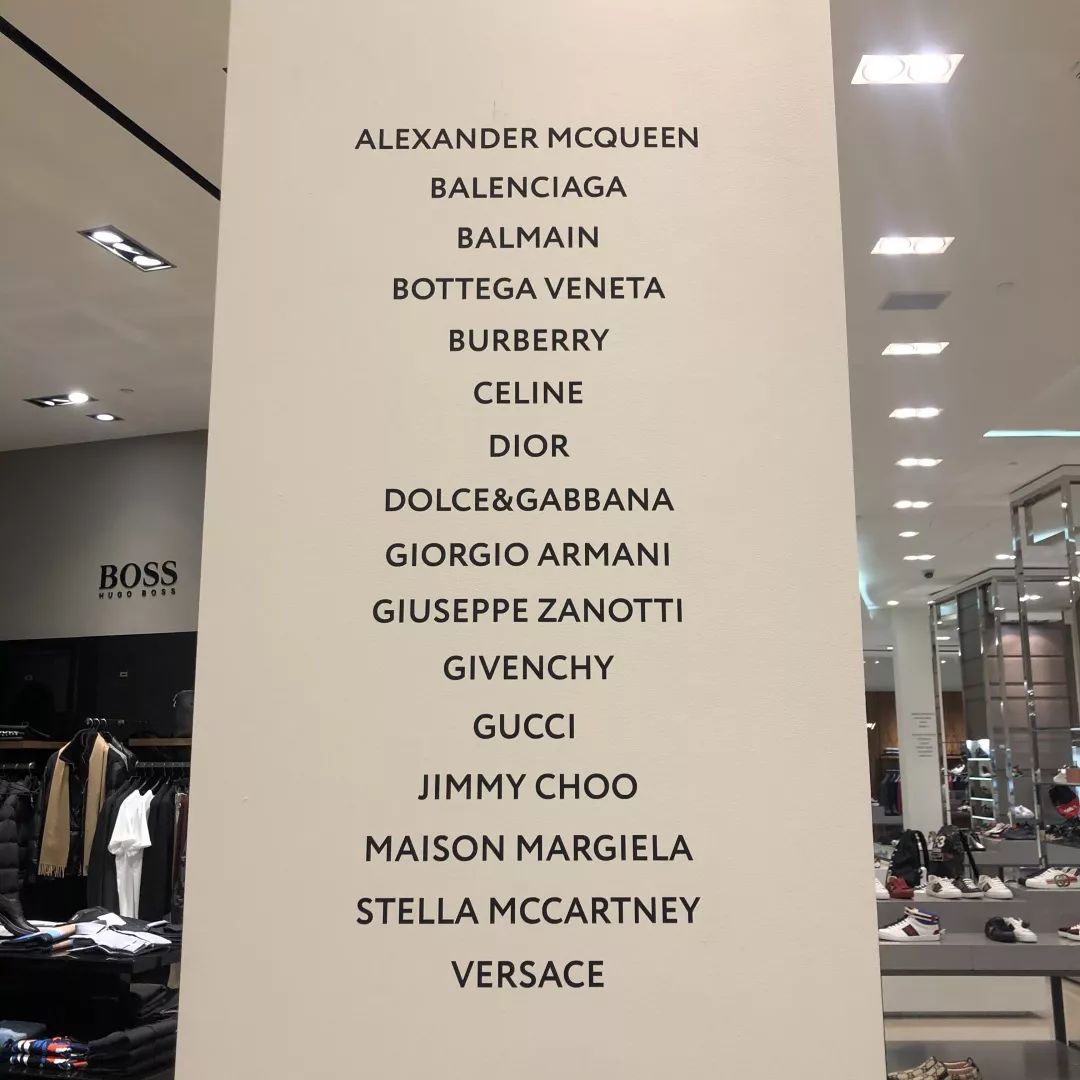 ALEXANDER MCQUEEN
BALENCIAGA
BALMAIN
BOTTEGA VENETA
BURBERRY
CELINE
DIOR
DOLCE&GABBANA
GIORGIO ARMANI
GIUSEPPE ZANOTTI
GIVENCHY
GUCCI
JIMMY CHOO
MAISON MARGIELA
STELLA MCCARTNEY
VERSACE
BOSS
HUGO BOSS